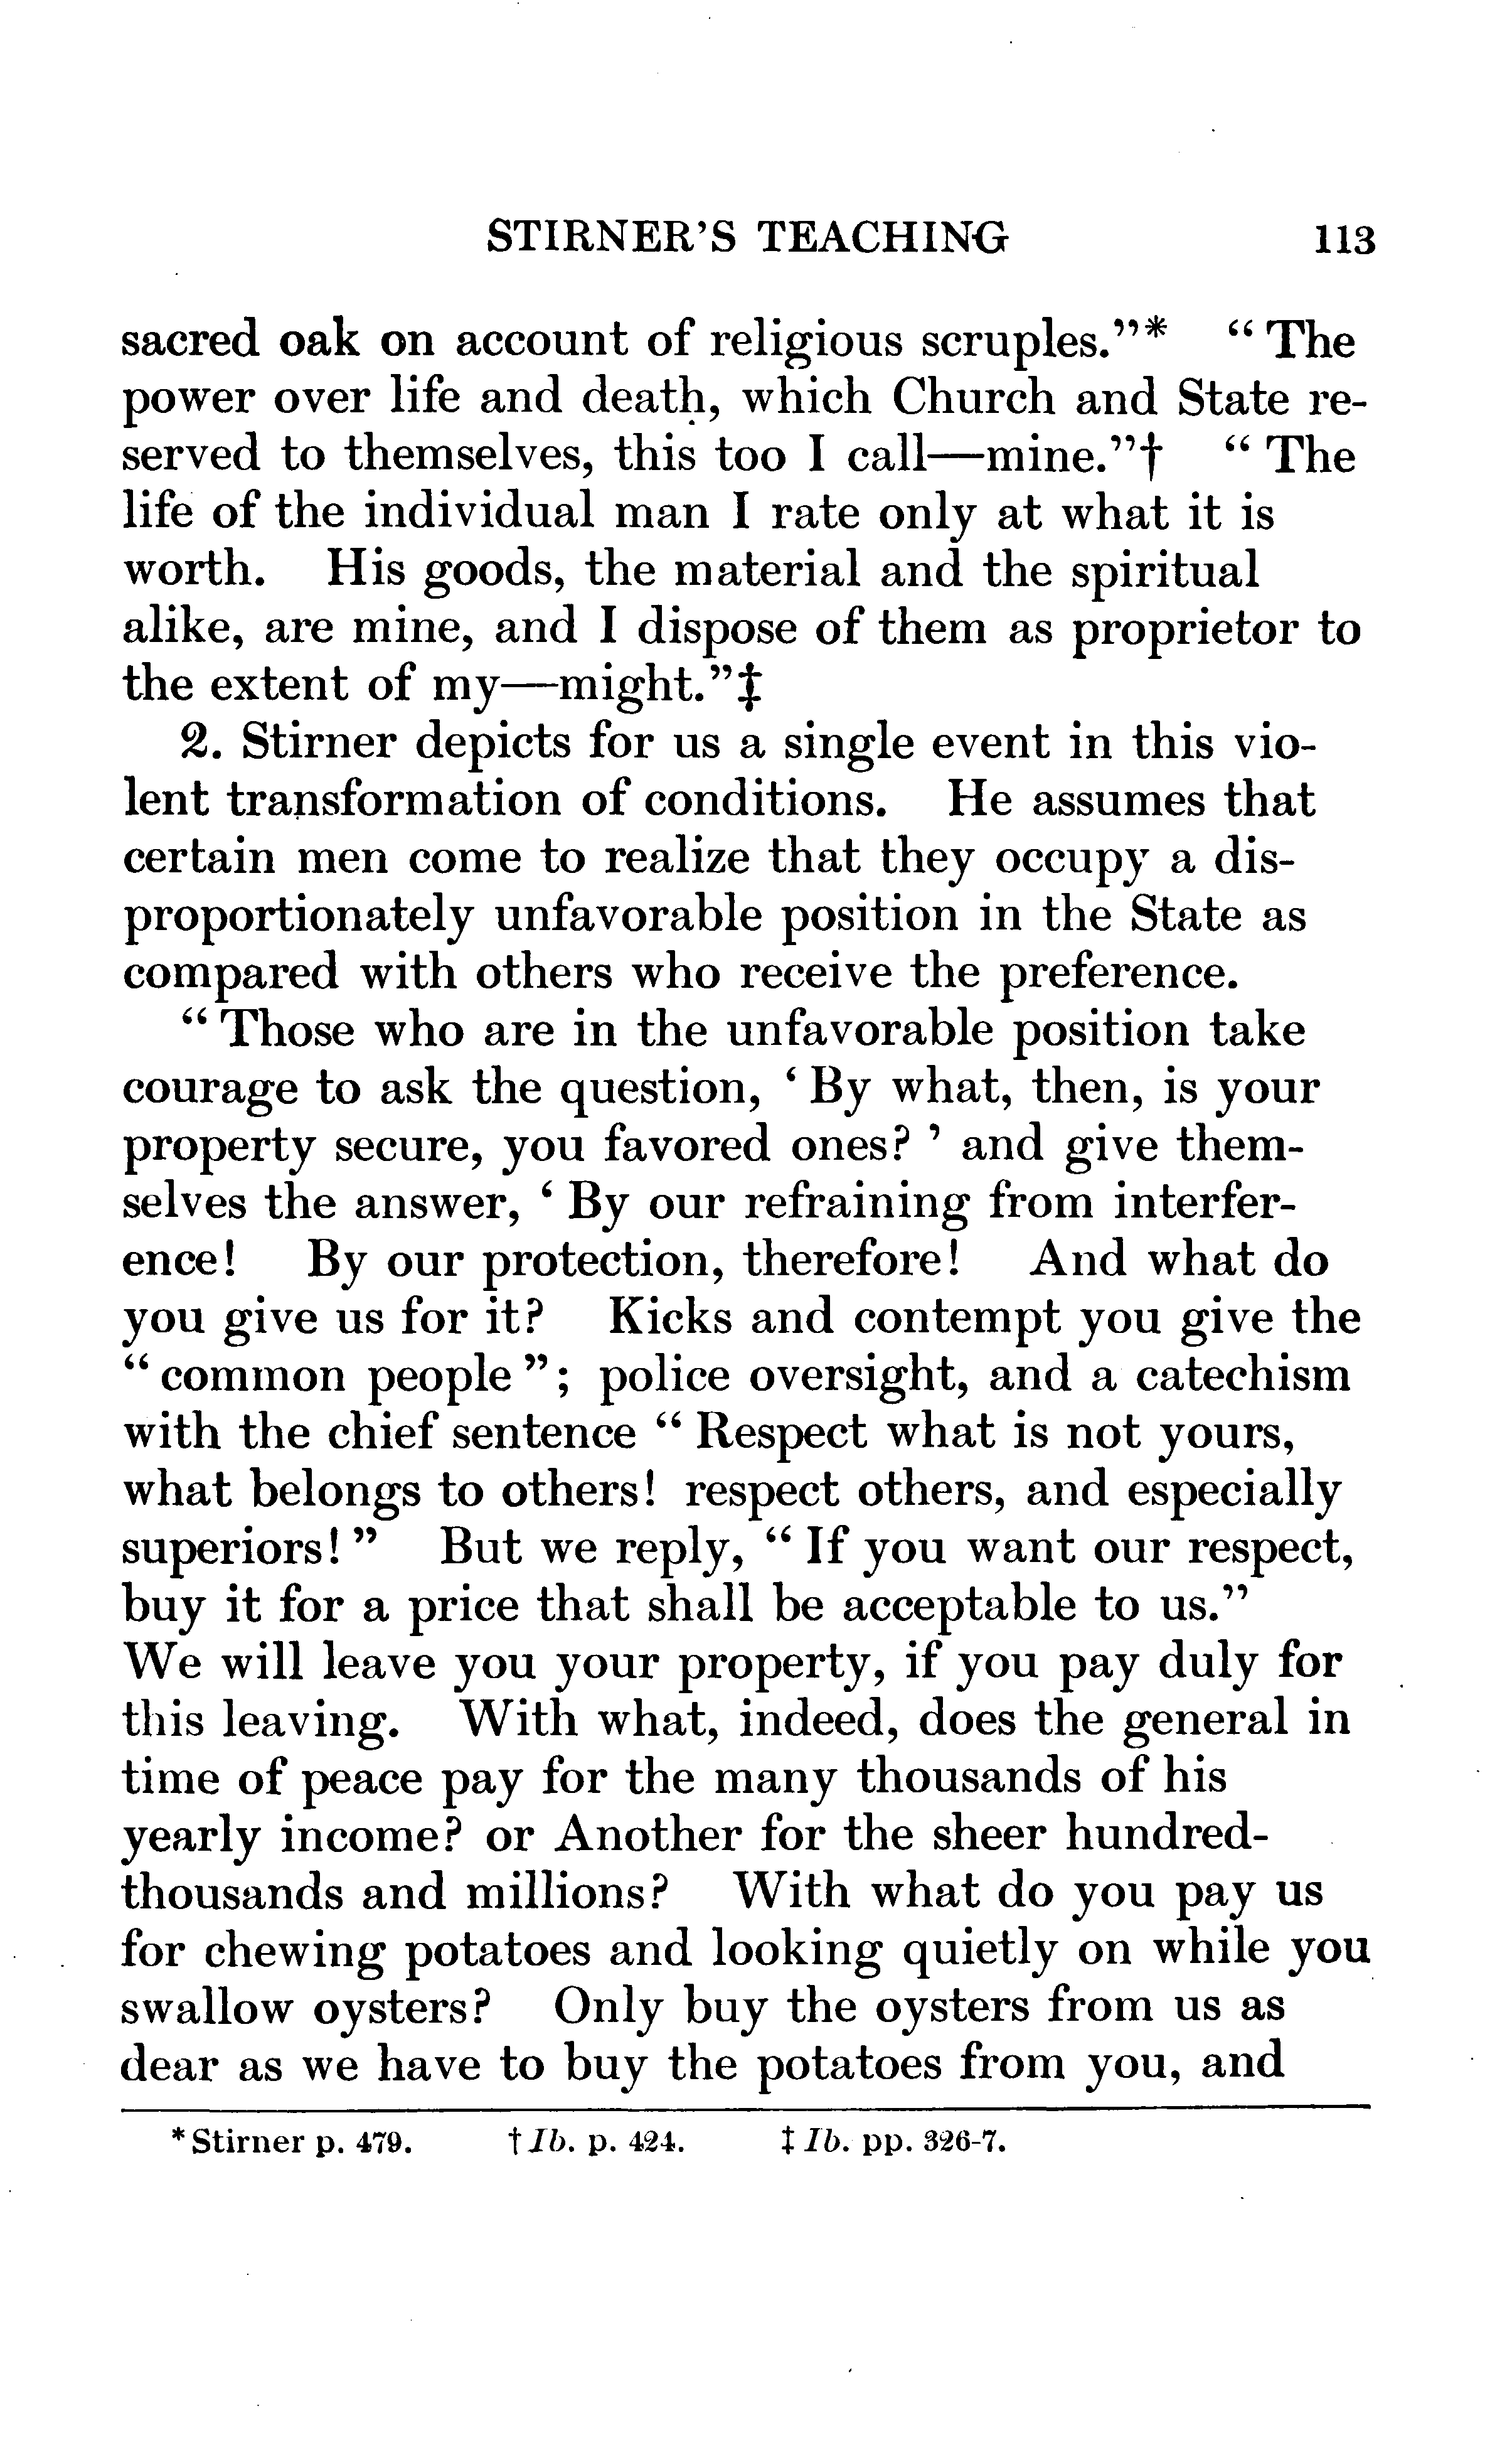 STIRNER'S TEACHING 113
sacred oak on account of religious scruples."* "The
power over life and death, which Church and State re-
served to themselves, this too I call—mine."† "The
life of the individual man I rate only at what it is
worth. His goods, the material and the spiritual
alike, are mine, and I dispose of them as proprietor to
the extent of my—might."‡
2. Stirner depicts for us a single event in this vio-
lent transformation of conditions. He assumes that
certain men come to realize that they occupy a dis-
proportionately unfavorable position in the State as
compared with others who receive the preference.
"Those who are in the unfavorable position take
courage to ask the question, 'By what, then, is your
property secure, you favored ones?' and give them-
selves the answer, 'By our refraining from interfer-
ence! By our protection, therefore! And what do
you give us for it? Kicks and contempt you give the
"common people"; police oversight, and a catechism
with the chief sentence "Respect what is not yours,
what belongs to others! respect others, and especially
superiors!" But we reply, "If you want our respect,
buy it for a price that shall be acceptable to us."
We will leave you your property, if you pay duly for
this leaving. With what, indeed, does the general in
time of peace pay for the many thousands of his
yearly income? or Another for the sheer hundred-
thousands and millions? With what do you pay us
for chewing potatoes and looking quietly on while you
swallow oysters? Only buy the oysters from us as
dear as we have to buy the potatoes from you, and
*Stirner p. 479. †Ib. p. 424. ‡Ib. pp. 326-7.